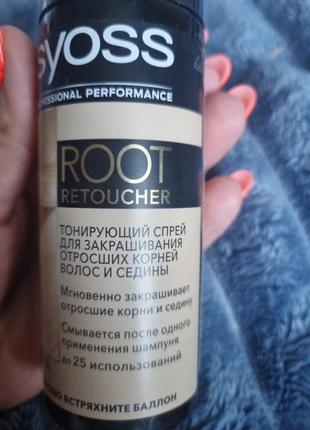 syoss
PROFESSIONAL PERFORMANCE
ROOT
RETOUCHER
ТОНИРУЮЩИЙ СПРЕЙ
ДЛЯ ЗАКРАШИВАНИЯ
ОТРОСШИХ КОРНЕЙ
ВОЛОС И СЕДИНЫ
Мгновенно закрашивает
отросшие корни и седину
Смывается после одного
применения шампуня
до 25 использований
ВСТРЯХНИТЕ БАЛЛОН